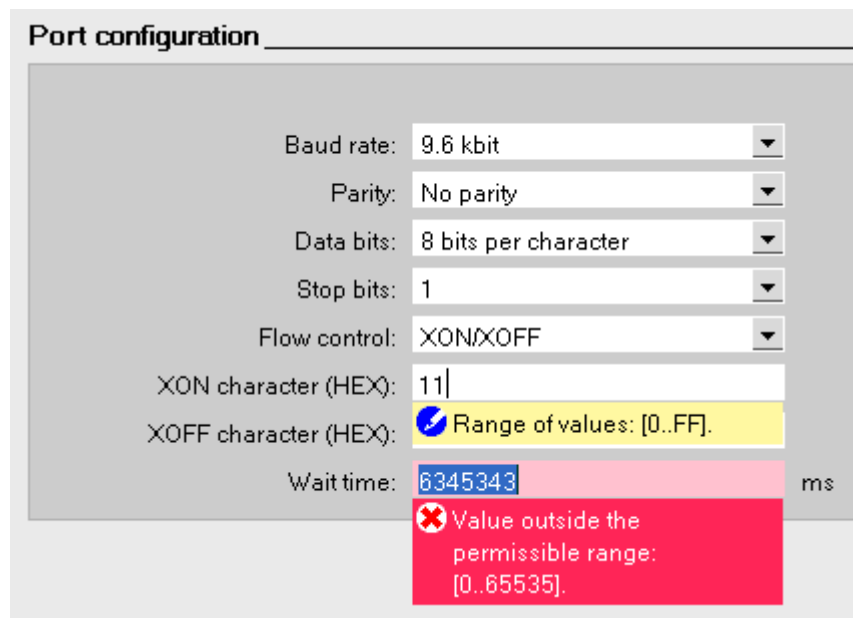 Port configuration
Baud rate: 9.6 kbit
Parity: No parity
Data bits: 8 bits per character
Stop bits: 1
Flow control: XON/XOFF
XON character (HEX): 11
Range of values: [0..FF].
XOFF character (HEX):
Wait time: 6345343 ms
Value outside the
permissible range:
[0..65535].